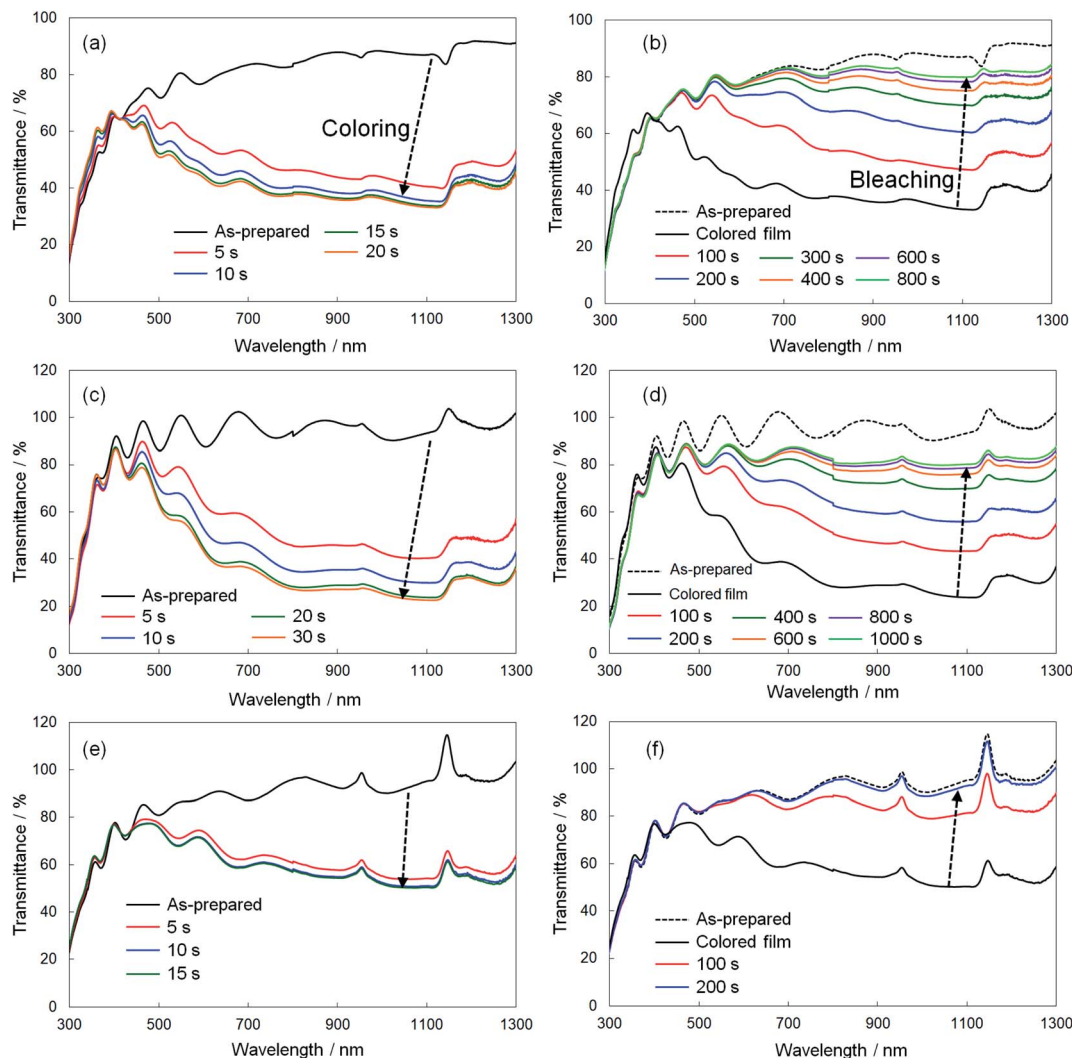 (a)
100
80
60
40
20
0
Transmittance / %
Coloring
As-prepared
15 s
5 s
20 s
10 s
300 500 700 900 1100 1300
Wavelength / nm
(b)
100
80
60
40
20
0
Transmittance / %
Bleaching
As-prepared
Colored film
100 s 300 s 600 s
200 s 400 s 800 s
300 500 700 900 1100 1300
Wavelength / nm
(c)
120
100
80
60
40
20
0
Transmittance / %
As-prepared
5 s 20 s
10 s 30 s
300 500 700 900 1100 1300
Wavelength / nm
(d)
120
100
80
60
40
20
0
Transmittance / %
As-prepared
Colored film
100 s 400 s 800 s
200 s 600 s 1000 s
300 500 700 900 1100 1300
Wavelength / nm
(e)
120
100
80
60
40
20
0
Transmittance / %
As-prepared
5 s
10 s
15 s
300 500 700 900 1100 1300
Wavelength / nm
(f)
120
100
80
60
40
20
0
Transmittance / %
As-prepared
Colored film
100 s
200 s
300 500 700 900 1100 1300
Wavelength / nm